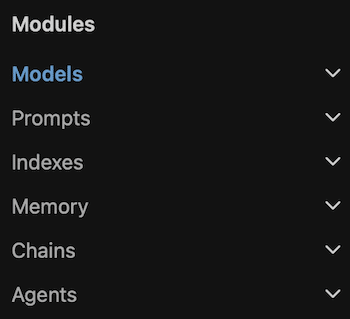 Modules
Models
Prompts
Indexes
Memory
Chains
Agents